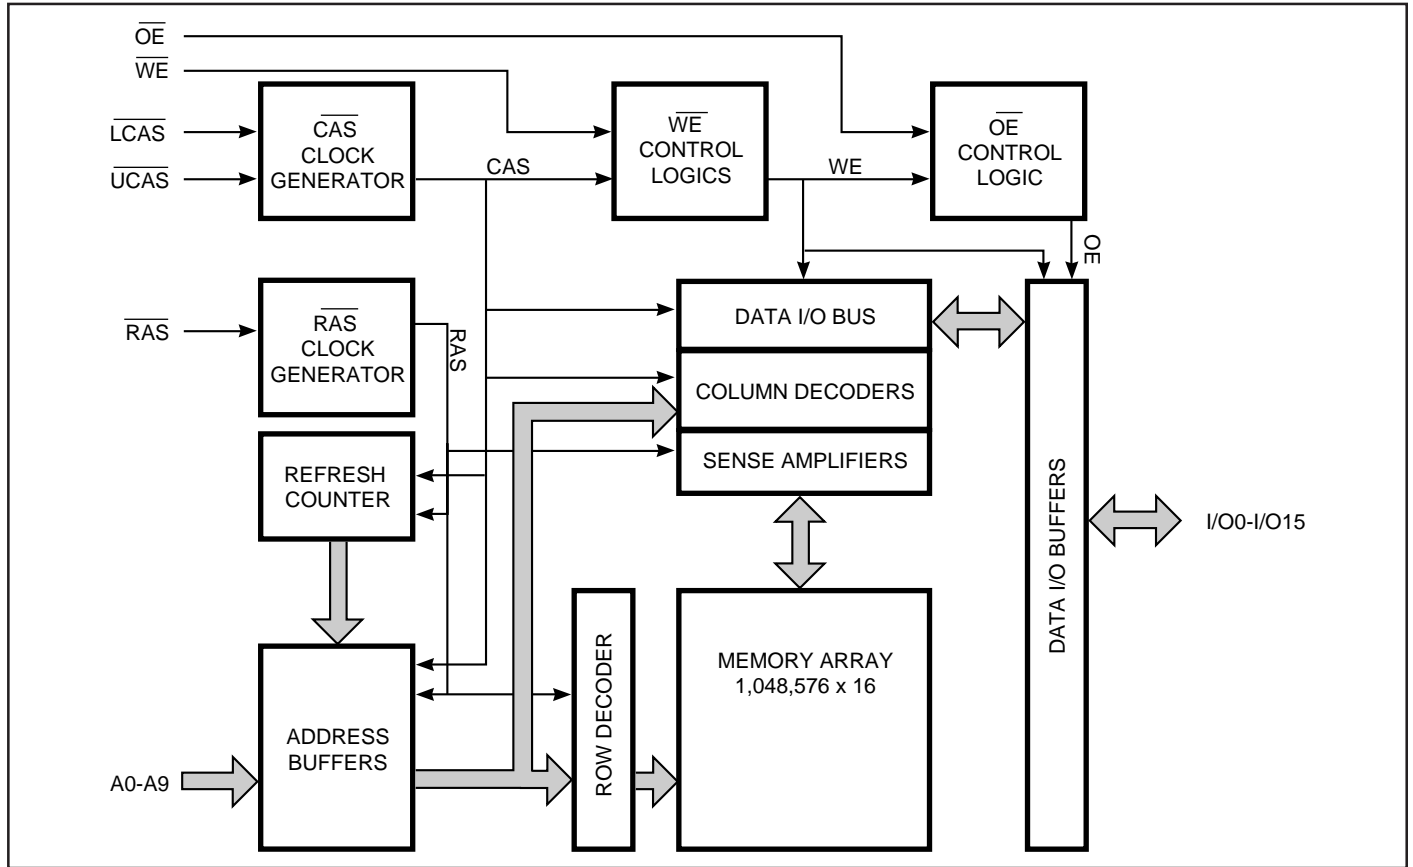 OE
WE
LCAS
UCAS
CAS
CLOCK
GENERATOR
CAS
WE
CONTROL
LOGICS
WE
OE
CONTROL
LOGIC
OE
RAS
RAS
CLOCK
GENERATOR
RAS
DATA I/O BUS
COLUMN DECODERS
SENSE AMPLIFIERS
REFRESH
COUNTER
DATA I/O BUFFERS
I/O0-I/O15
ADDRESS
BUFFERS
A0-A9
ROW DECODER
MEMORY ARRAY
1,048,576 x 16